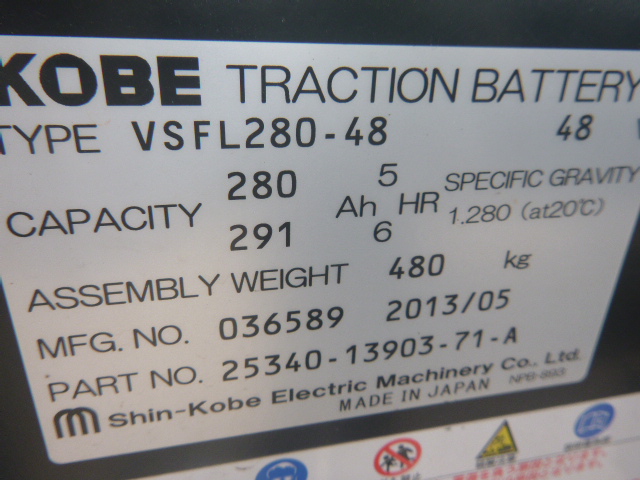 KOBE TRACTION BATTERY
TYPE VSFL280-48 48
280 5
CAPACITY Ah HR SPECIFIC GRAVITY
291 6 1.280 (at20℃)
ASSEMBLY WEIGHT 480 kg
MFG. NO. 036589 2013/05
PART NO. 25340-13903-71-A
Shin-Kobe Electric Machinery Co., Ltd.
MADE IN JAPAN NPB-893